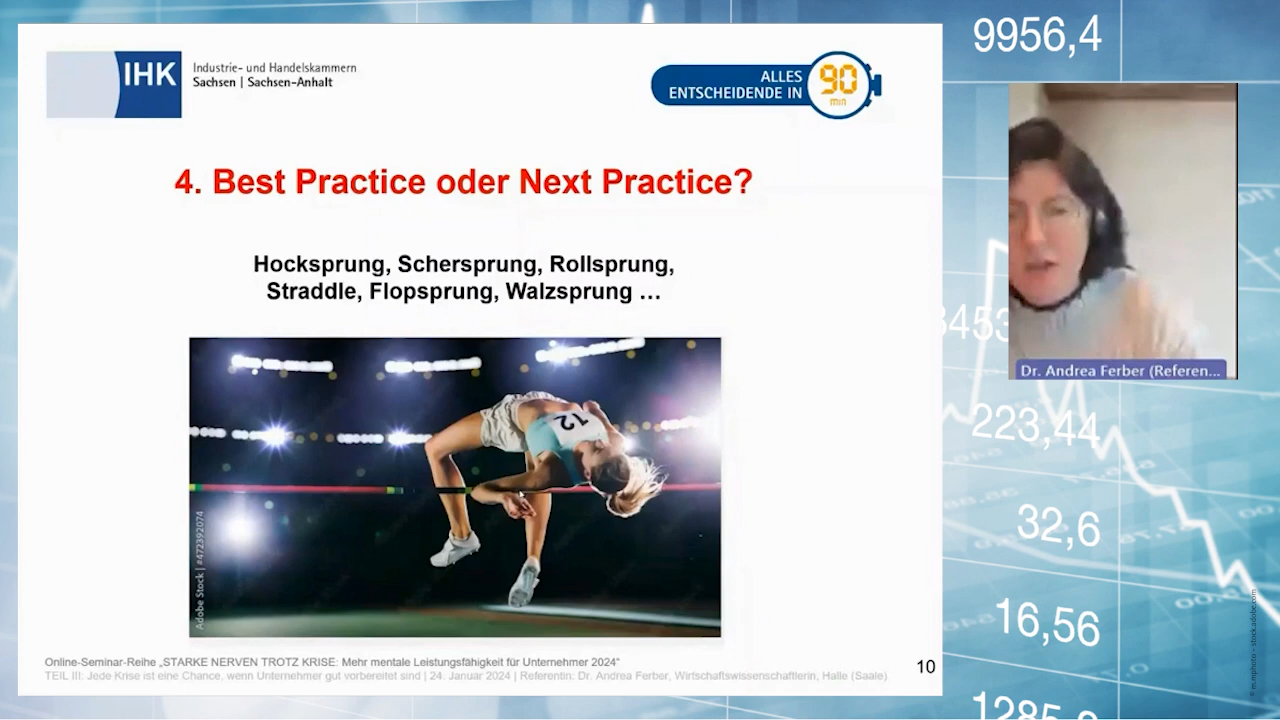 IHK
Industrie- und Handelskammern
Sachsen | Sachsen-Anhalt
ALLES
ENTSCHEIDENDE IN
90
min
4. Best Practice oder Next Practice?
Hocksprung, Schersprung, Rollsprung,
Straddle, Flopsprung, Walzsprung …
12
Adobe Stock | #472392074
Online-Seminar-Reihe „STARKE NERVEN TROTZ KRISE: Mehr mentale Leistungsfähigkeit für Unternehmer 2024“
TEIL III: Jede Krise ist eine Chance, wenn Unternehmer gut vorbereitet sind | 24. Januar 2024 | Referentin: Dr. Andrea Ferber, Wirtschaftswissenschaftlerin, Halle (Saale)
10
9956,4
Dr. Andrea Ferber (Referen...
223,44
32,6
16,56